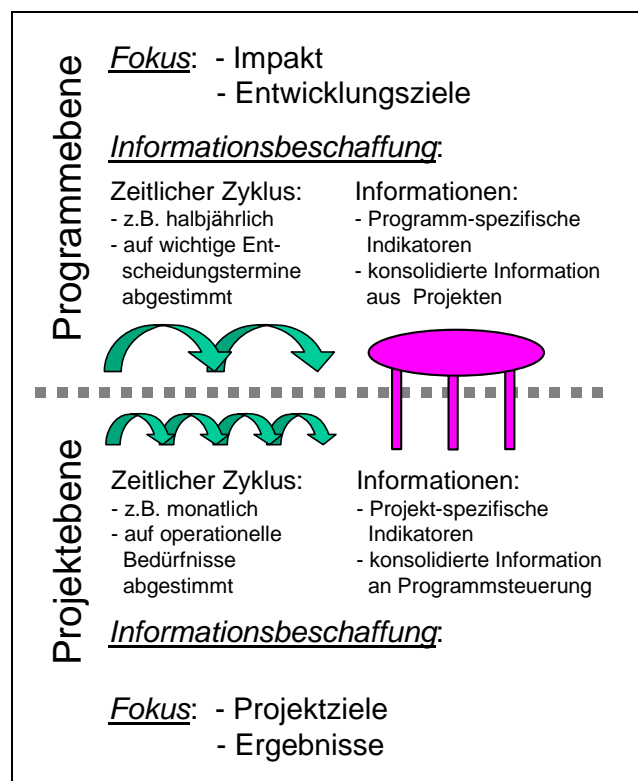 Programmebene
Fokus: - Impakt
- Entwicklungsziele
Informationsbeschaffung:
Zeitlicher Zyklus:
- z.B. halbjährlich
- auf wichtige Ent-
scheidungstermine
abgestimmt
Informationen:
- Programm-spezifische
Indikatoren
- konsolidierte Information
aus Projekten
Projektebene
Zeitlicher Zyklus:
- z.B. monatlich
- auf operationelle
Bedürfnisse
abgestimmt
Informationen:
- Projekt-spezifische
Indikatoren
- konsolidierte Information
an Programmsteuerung
Informationsbeschaffung:
Fokus: - Projektziele
- Ergebnisse